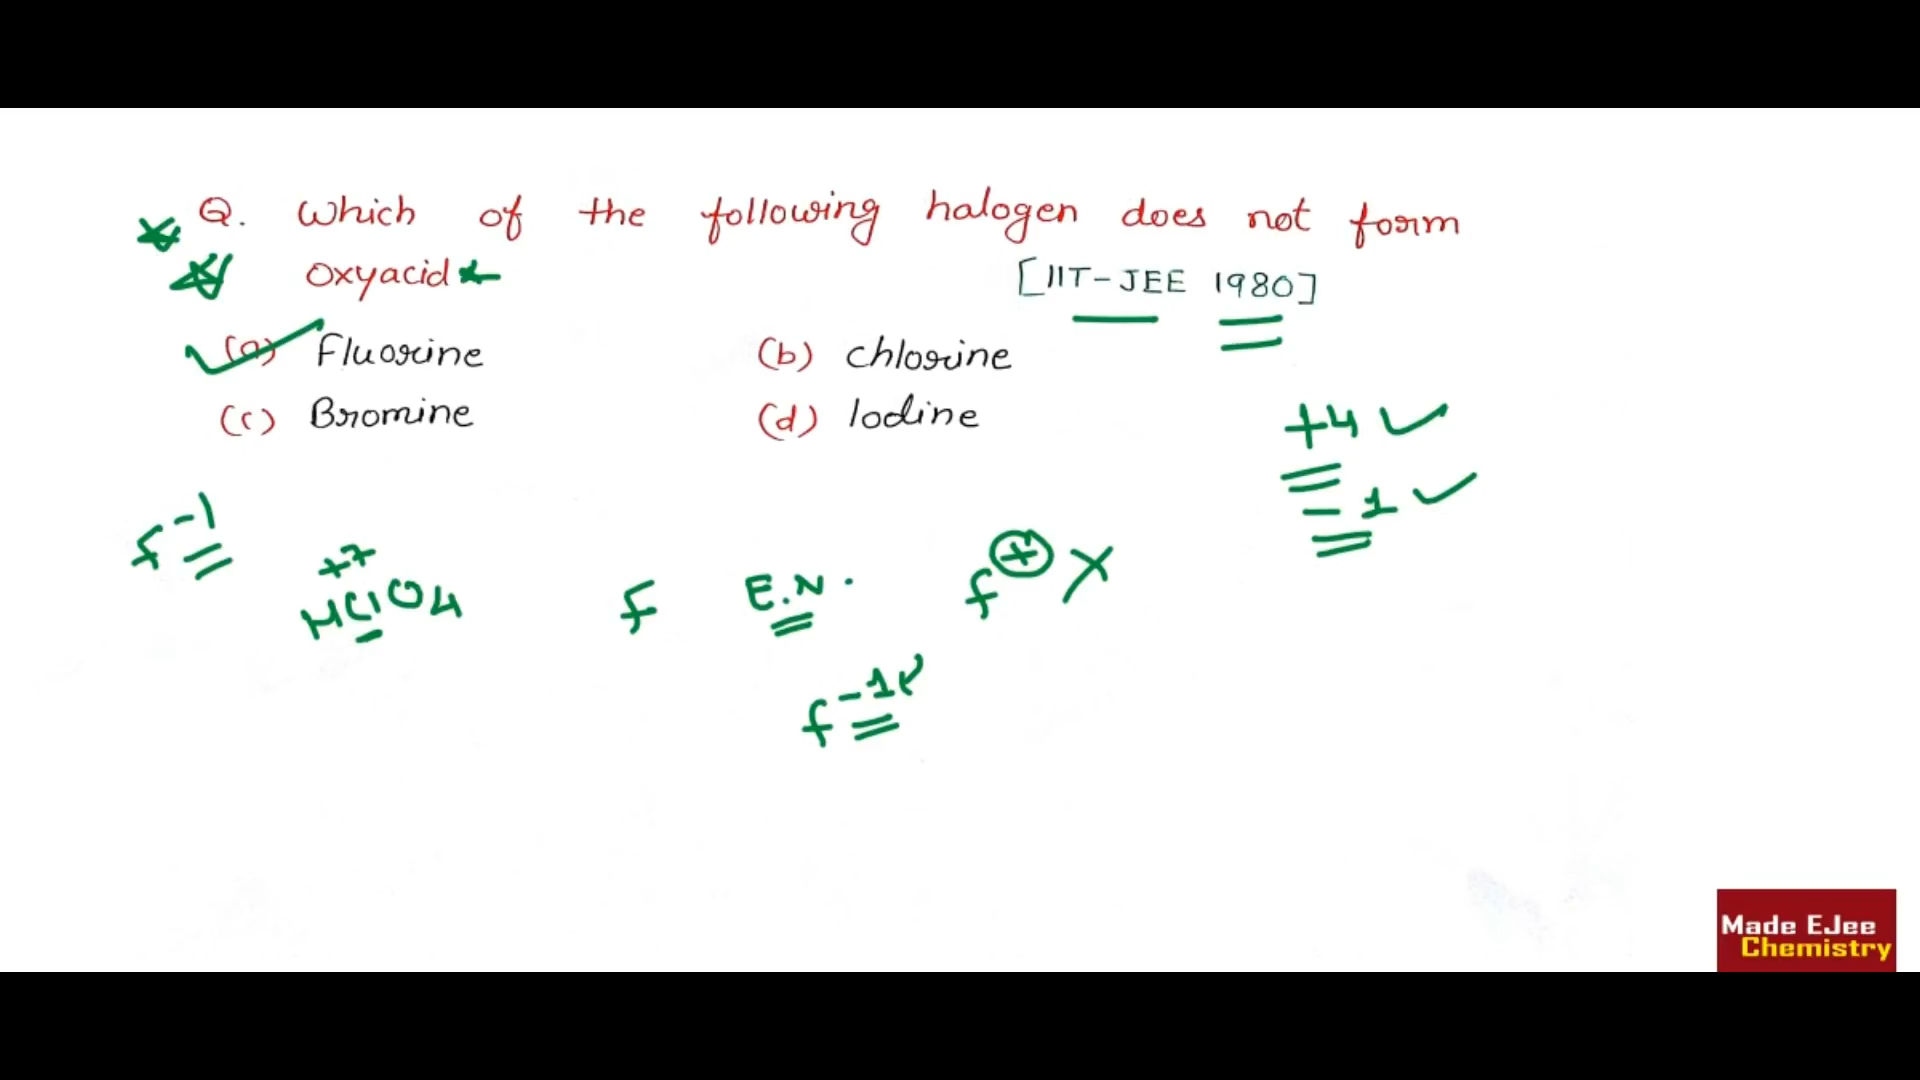 Q. Which of the following halogen does not form
oxyacid
[IIT-JEE 1980]
(a) Fluorine (b) chlorine
(c) Bromine (d) Iodine
+4
-1
f-1
+7
HClO4
f E.N. f+ X
f-1
Made EJee
Chemistry